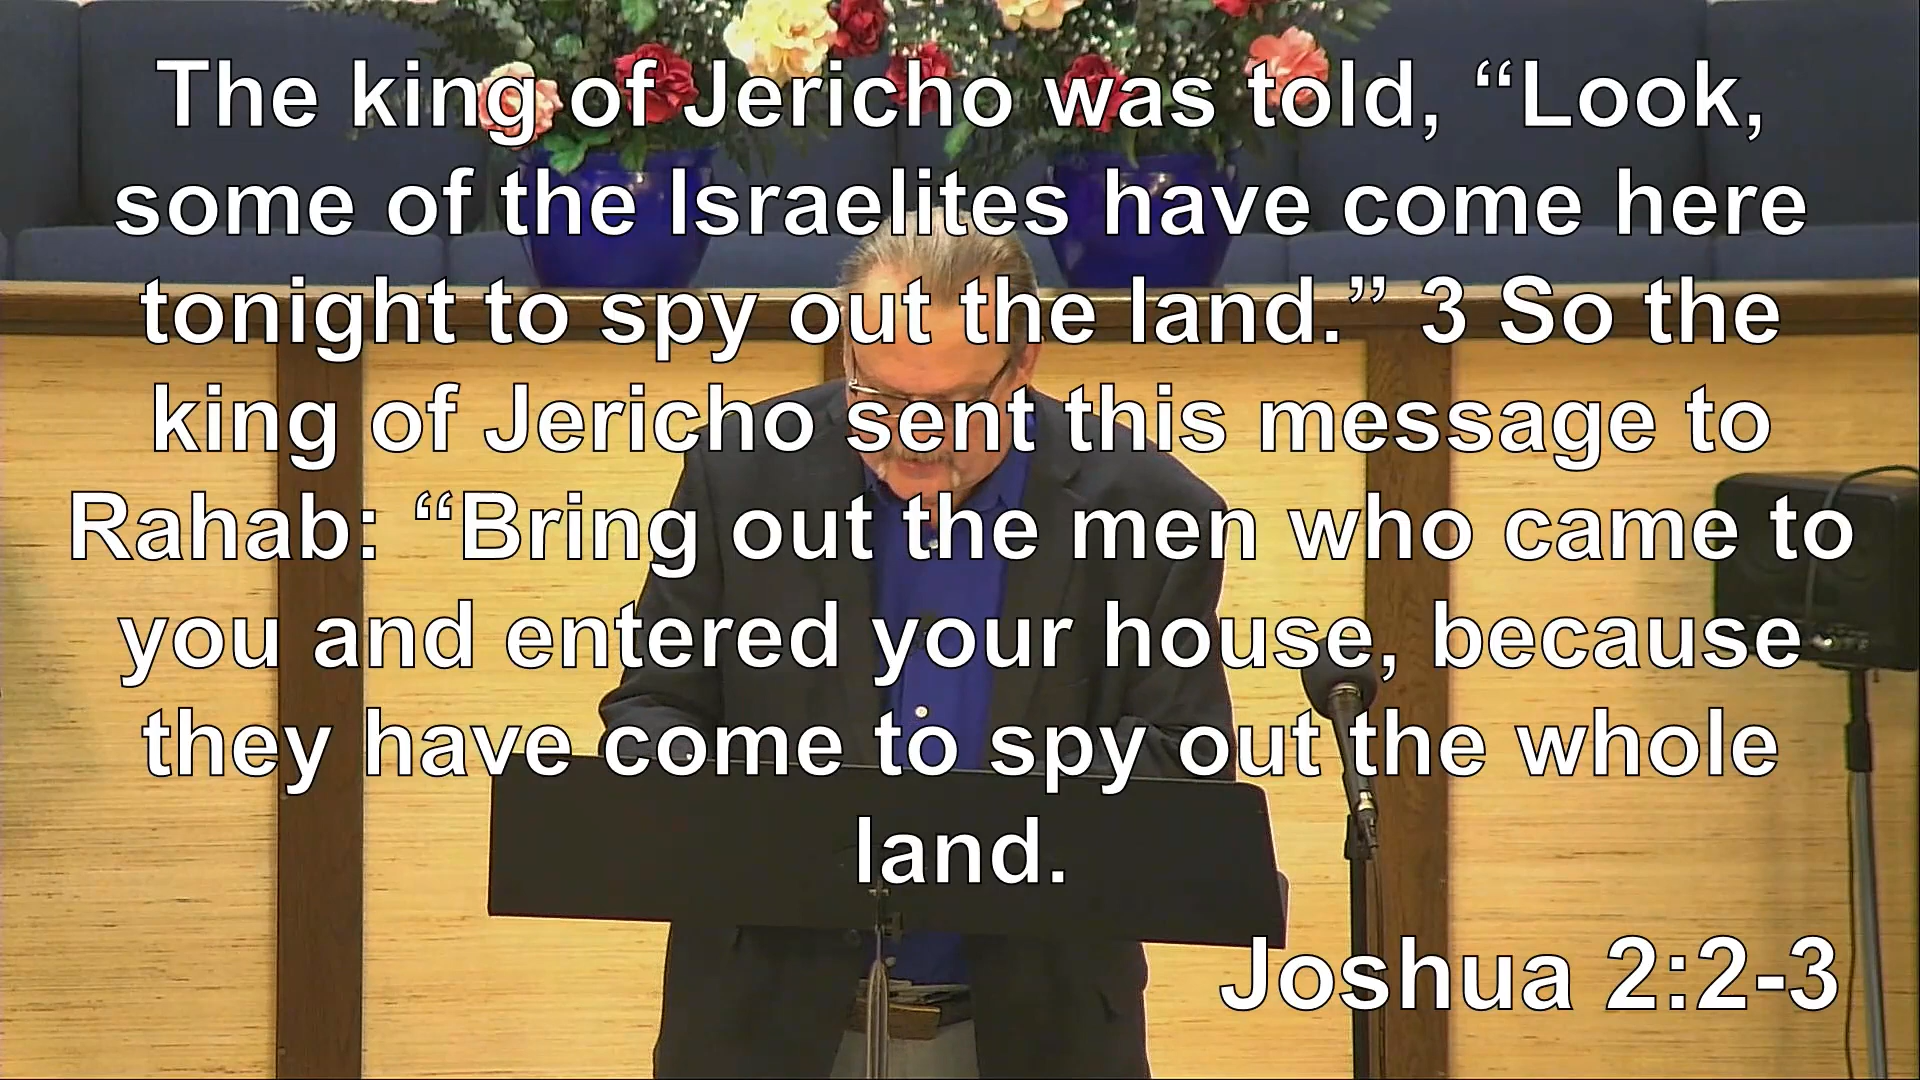 The king of Jericho was told, “Look,
some of the Israelites have come here
tonight to spy out the land.” 3 So the
king of Jericho sent this message to
Rahab: “Bring out the men who came to
you and entered your house, because
they have come to spy out the whole
land.
Joshua 2:2-3